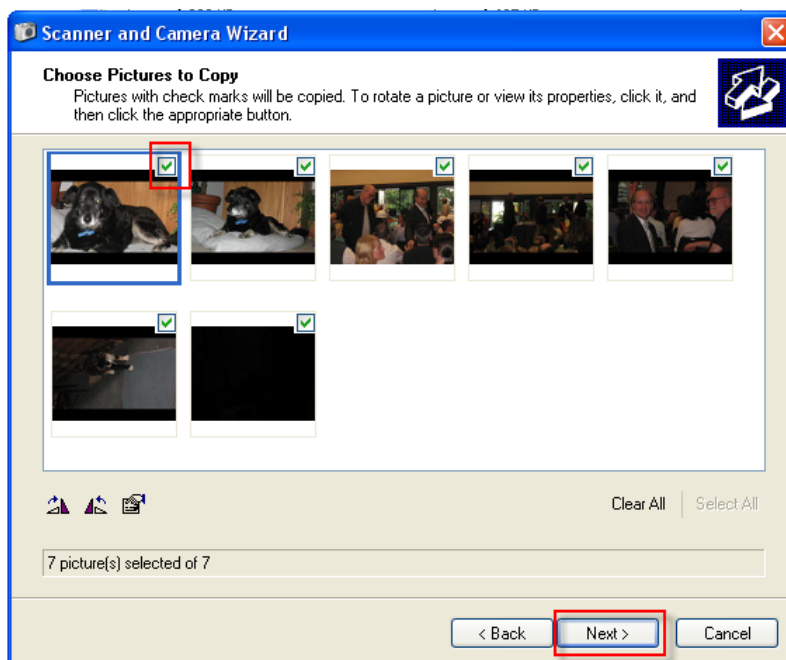 Scanner and Camera Wizard
Choose Pictures to Copy
Pictures with check marks will be copied. To rotate a picture or view its properties, click it, and
then click the appropriate button.
Clear All
Select All
7 picture(s) selected of 7
< Back
Next >
Cancel